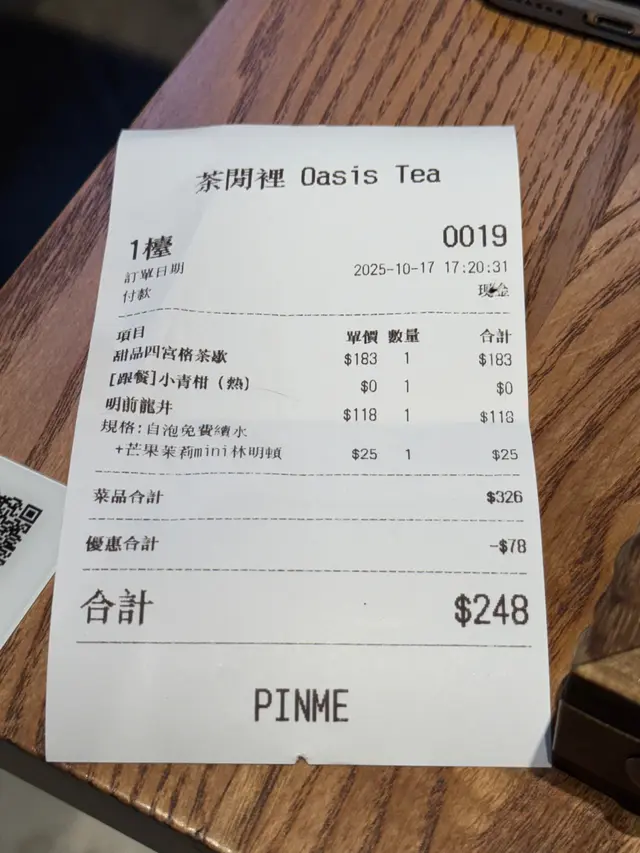 茶閒裡 Oasis Tea
1檯 0019
訂單日期 2025-10-17 17:20:31
付款 現金
項目 單價 數量 合計
甜品四宮格茶歇 $183 1 $183
[跟餐]小青柑（熱） $0 1 $0
明前龍井 $118 1 $118
規格:自泡免費續水
+芒果茉莉mini林明頓 $25 1 $25
菜品合計 $326
優惠合計 -$78
合計 $248
PINME